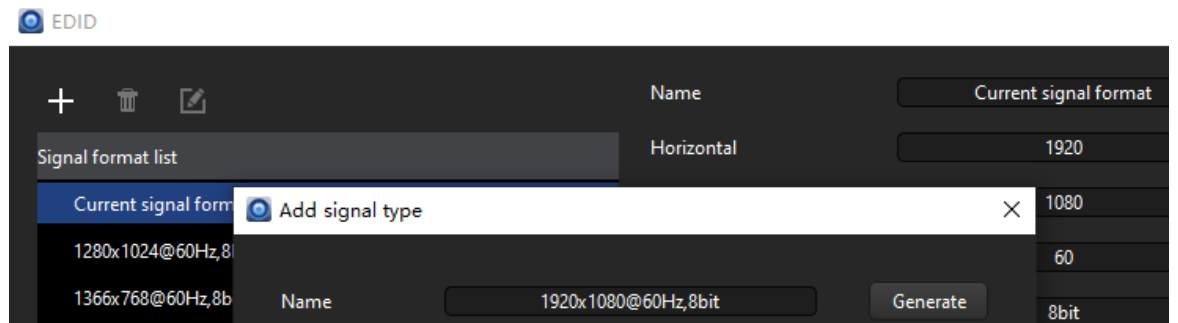 EDID
Name
Current signal format
Horizontal
1920
Signal format list
Current signal form
1080
Add signal type
1280x1024@60Hz,8
60
1366x768@60Hz,8b
Name
1920x1080@60Hz,8bit
Generate
8bit